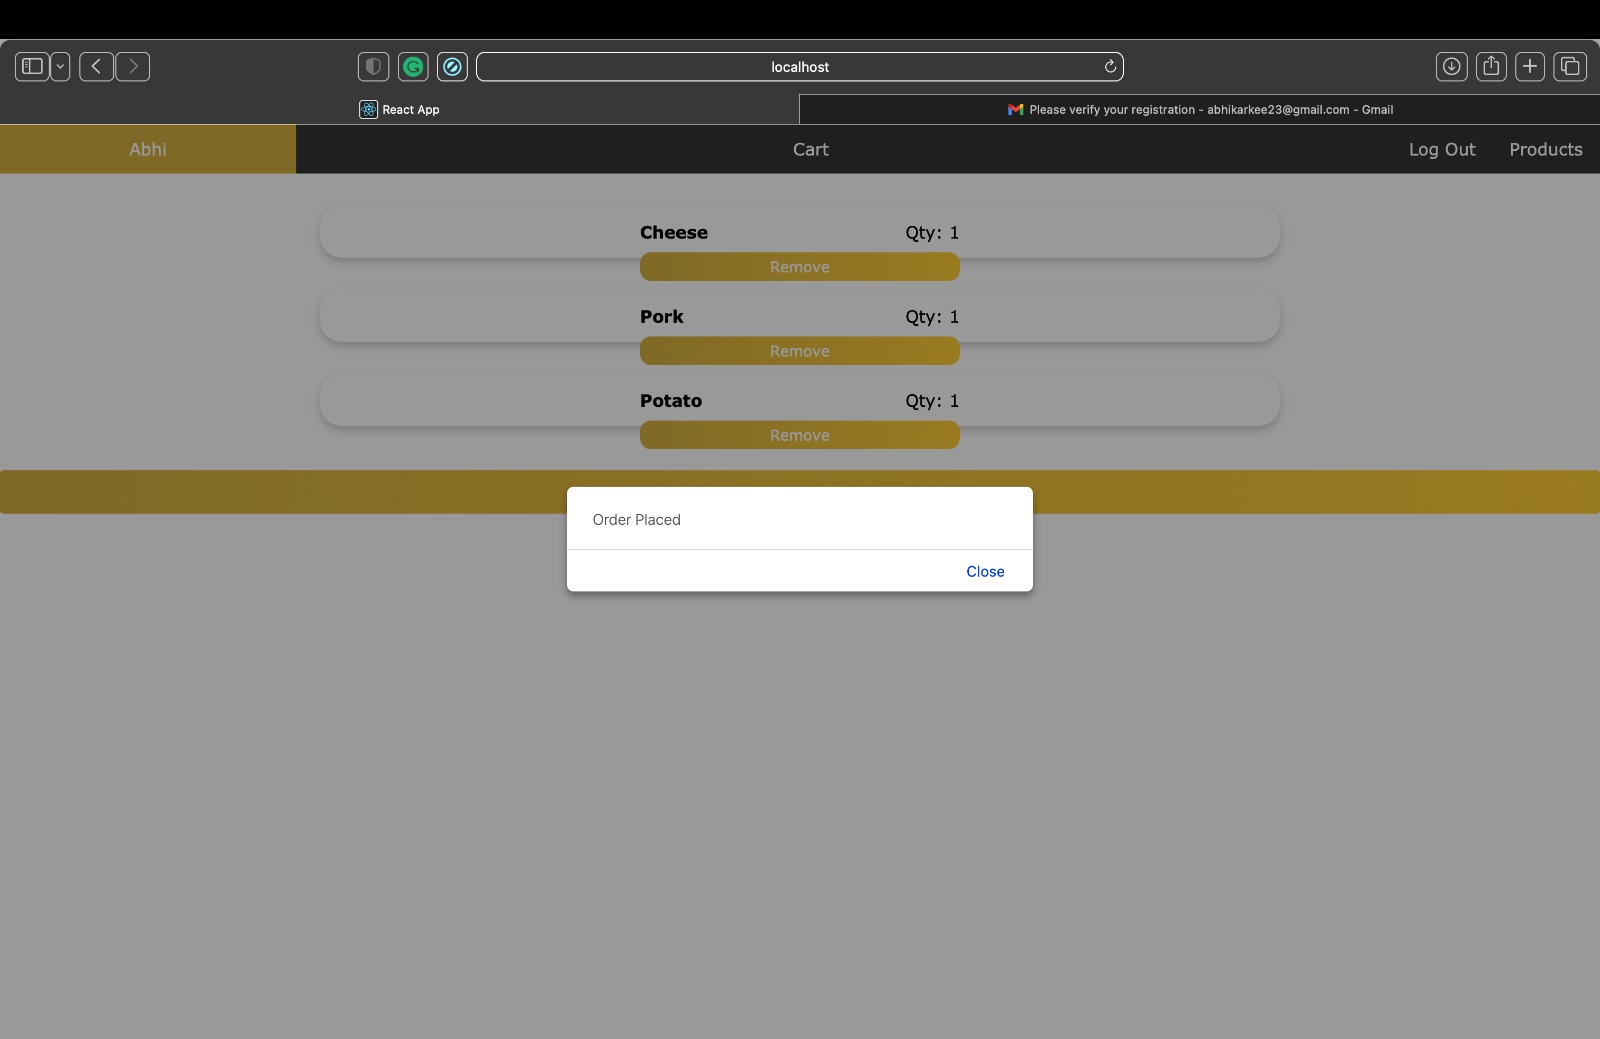 localhost
React App
Please verify your registration - abhikarkee23@gmail.com - Gmail
Abhi
Cart
Log Out
Products
Cheese
Qty: 1
Remove
Pork
Qty: 1
Remove
Potato
Qty: 1
Remove
Order Placed
Close